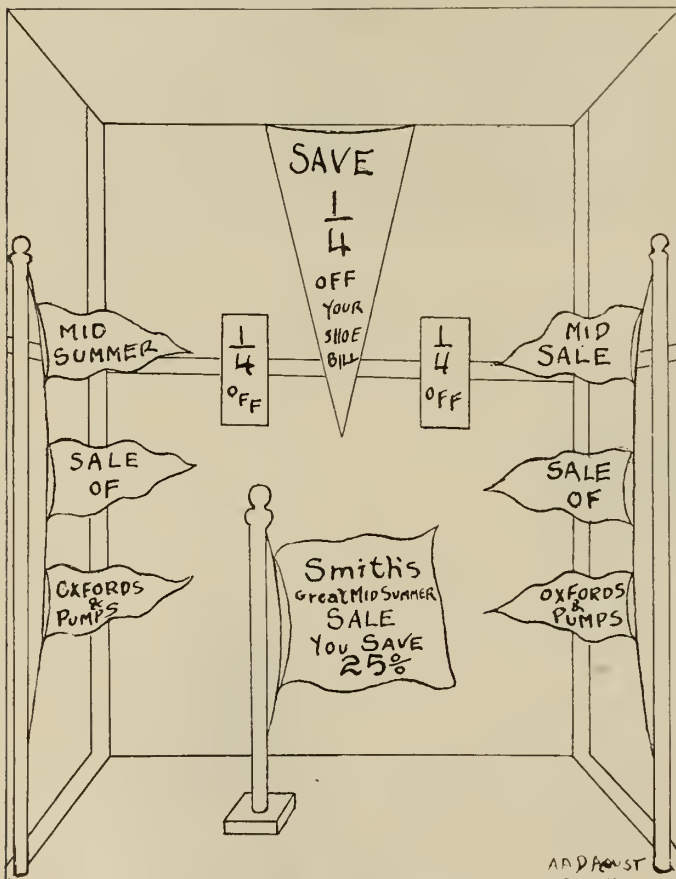 SAVE
1/4
OFF
YOUR
SHOE
BILL
MID
SUMMER
1/4
OFF
1/4
OFF
MID
SALE
SALE
OF
SALE
OF
OXFORDS
&
PUMPS
OXFORDS
&
PUMPS
Smith's
Great MID SUMMER
SALE
You SAVE
25%